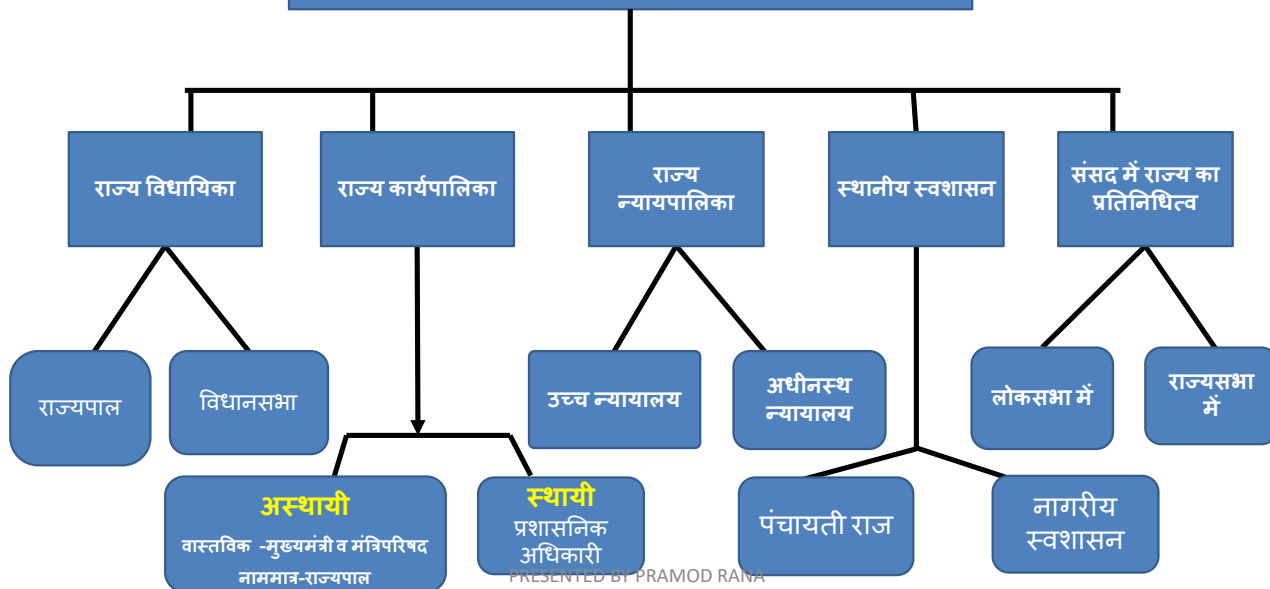 राज्य विधायिका
राज्य कार्यपालिका
राज्य
न्यायपालिका
स्थानीय स्वशासन
संसद में राज्य का
प्रतिनिधित्व
राज्यपाल
विधानसभा
उच्च न्यायालय
अधीनस्थ
न्यायालय
लोकसभा में
राज्यसभा
में
अस्थायी
वास्तविक -मुख्यमंत्री व मंत्रिपरिषद
नाममात्र-राज्यपाल
स्थायी
प्रशासनिक
अधिकारी
पंचायती राज
नागरीय
स्वशासन
PRESENTED BY PRAMOD RANA